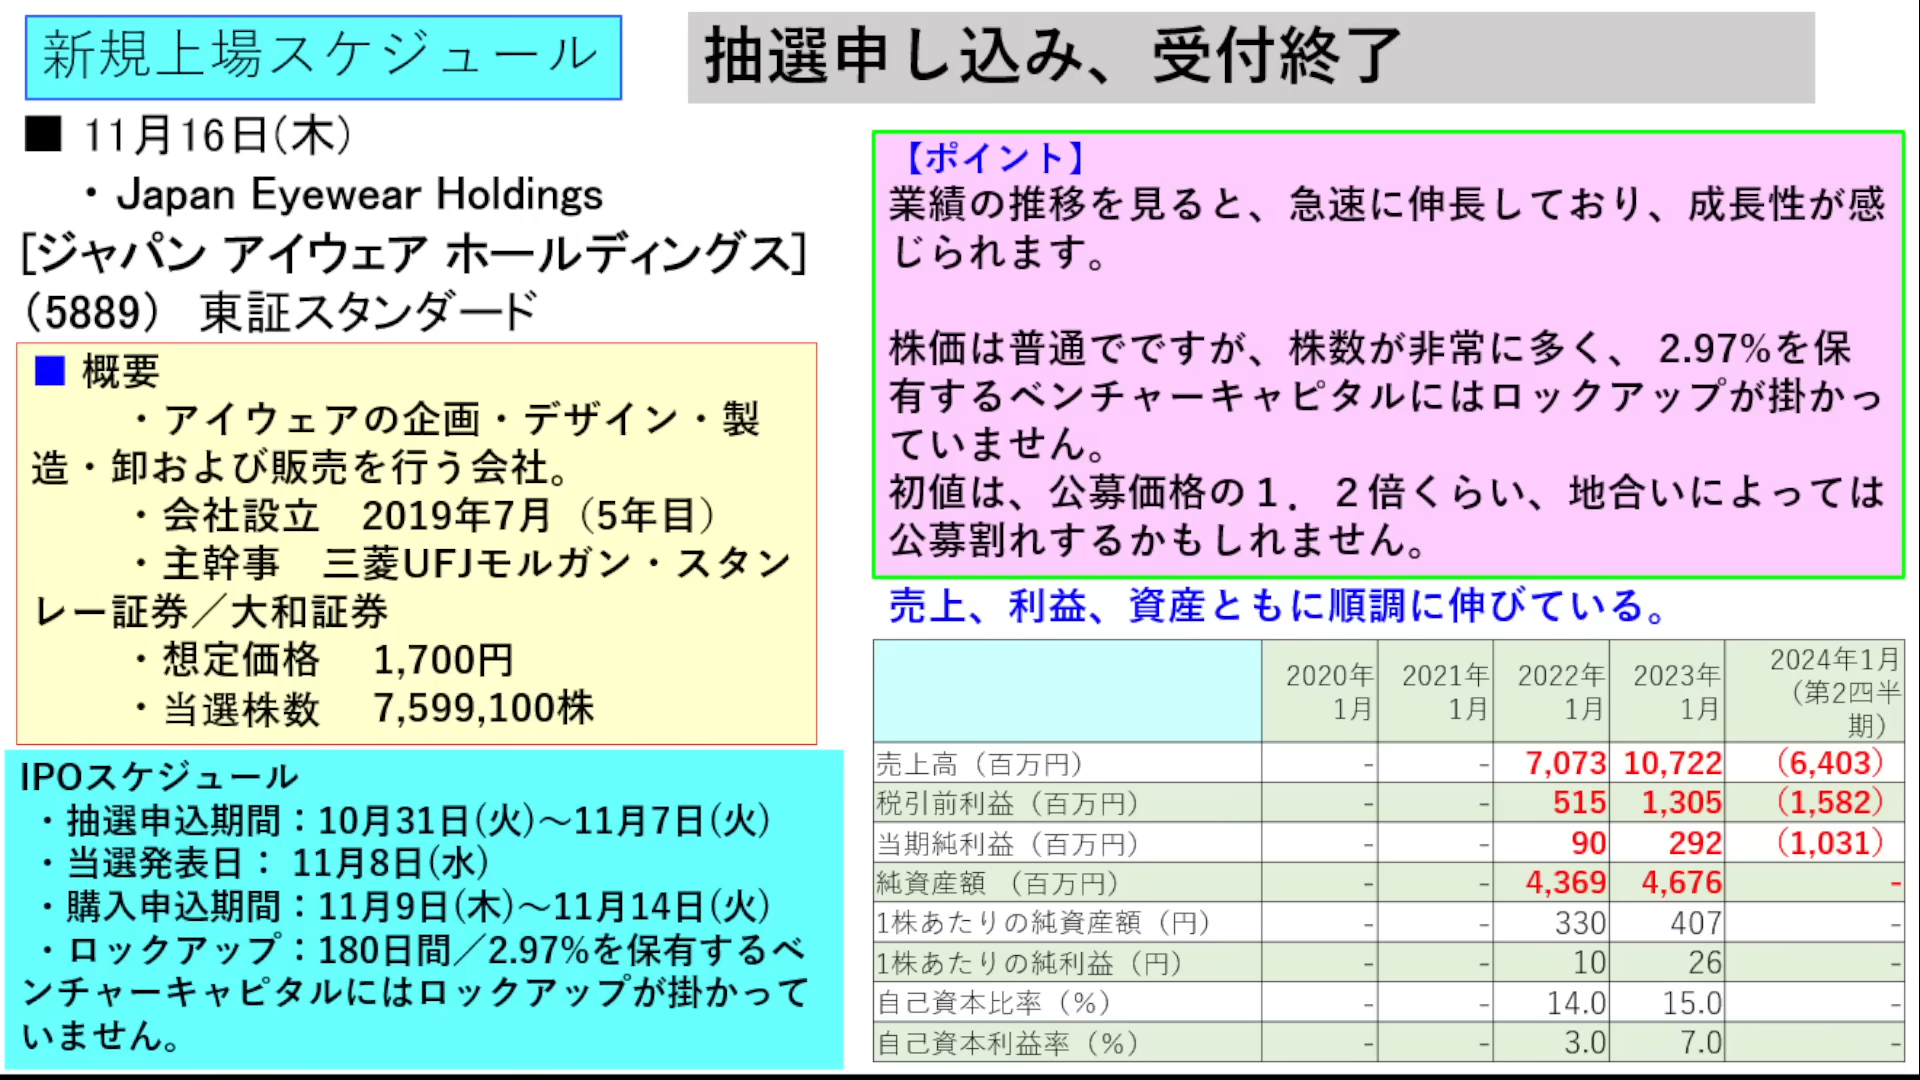 新規上場スケジュール
抽選申し込み、受付終了
■ 11月16日(木)
・Japan Eyewear Holdings
[ジャパン アイウェア ホールディングス]
（5889） 東証スタンダード
■ 概要
・アイウェアの企画・デザイン・製
造・卸および販売を行う会社。
・会社設立 2019年7月（5年目）
・主幹事 三菱UFJモルガン・スタン
レー証券／大和証券
・想定価格 1,700円
・当選株数 7,599,100株
IPOスケジュール
・抽選申込期間：10月31日(火)～11月7日(火)
・当選発表日： 11月8日(水)
・購入申込期間：11月9日(木)～11月14日(火)
・ロックアップ：180日間／2.97%を保有するベ
ンチャーキャピタルにはロックアップが掛かって
いません。
【ポイント】
業績の推移を見ると、急速に伸長しており、成長性が感
じられます。
株価は普通でですが、株数が非常に多く、 2.97%を保
有するベンチャーキャピタルにはロックアップが掛かっ
ていません。
初値は、公募価格の１．２倍くらい、地合いによっては
公募割れするかもしれません。
売上、利益、資産ともに順調に伸びている。
2020年1月 2021年1月 2022年1月 2023年1月 2024年1月（第2四半期）
売上高（百万円） - - 7,073 10,722 （6,403）
税引前利益（百万円） - - 515 1,305 （1,582）
当期純利益（百万円） - - 90 292 （1,031）
純資産額 （百万円） - - 4,369 4,676 -
1株あたりの純資産額（円） - - 330 407 -
1株あたりの純利益（円） - - 10 26 -
自己資本比率（%） - - 14.0 15.0 -
自己資本利益率（%） - - 3.0 7.0 -